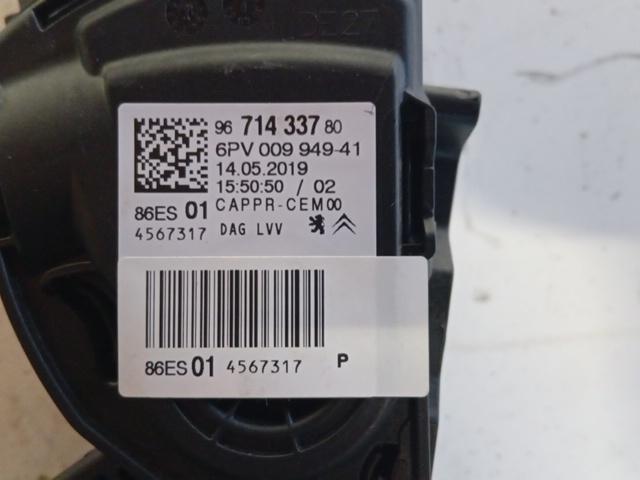 DE27
96 714 337 80
6PV 009 949-41
14.05.2019
15:50:50 / 02
86ES 01 CAPPR-CEM00
4567317 DAG LVV
86ES 01 4567317 P